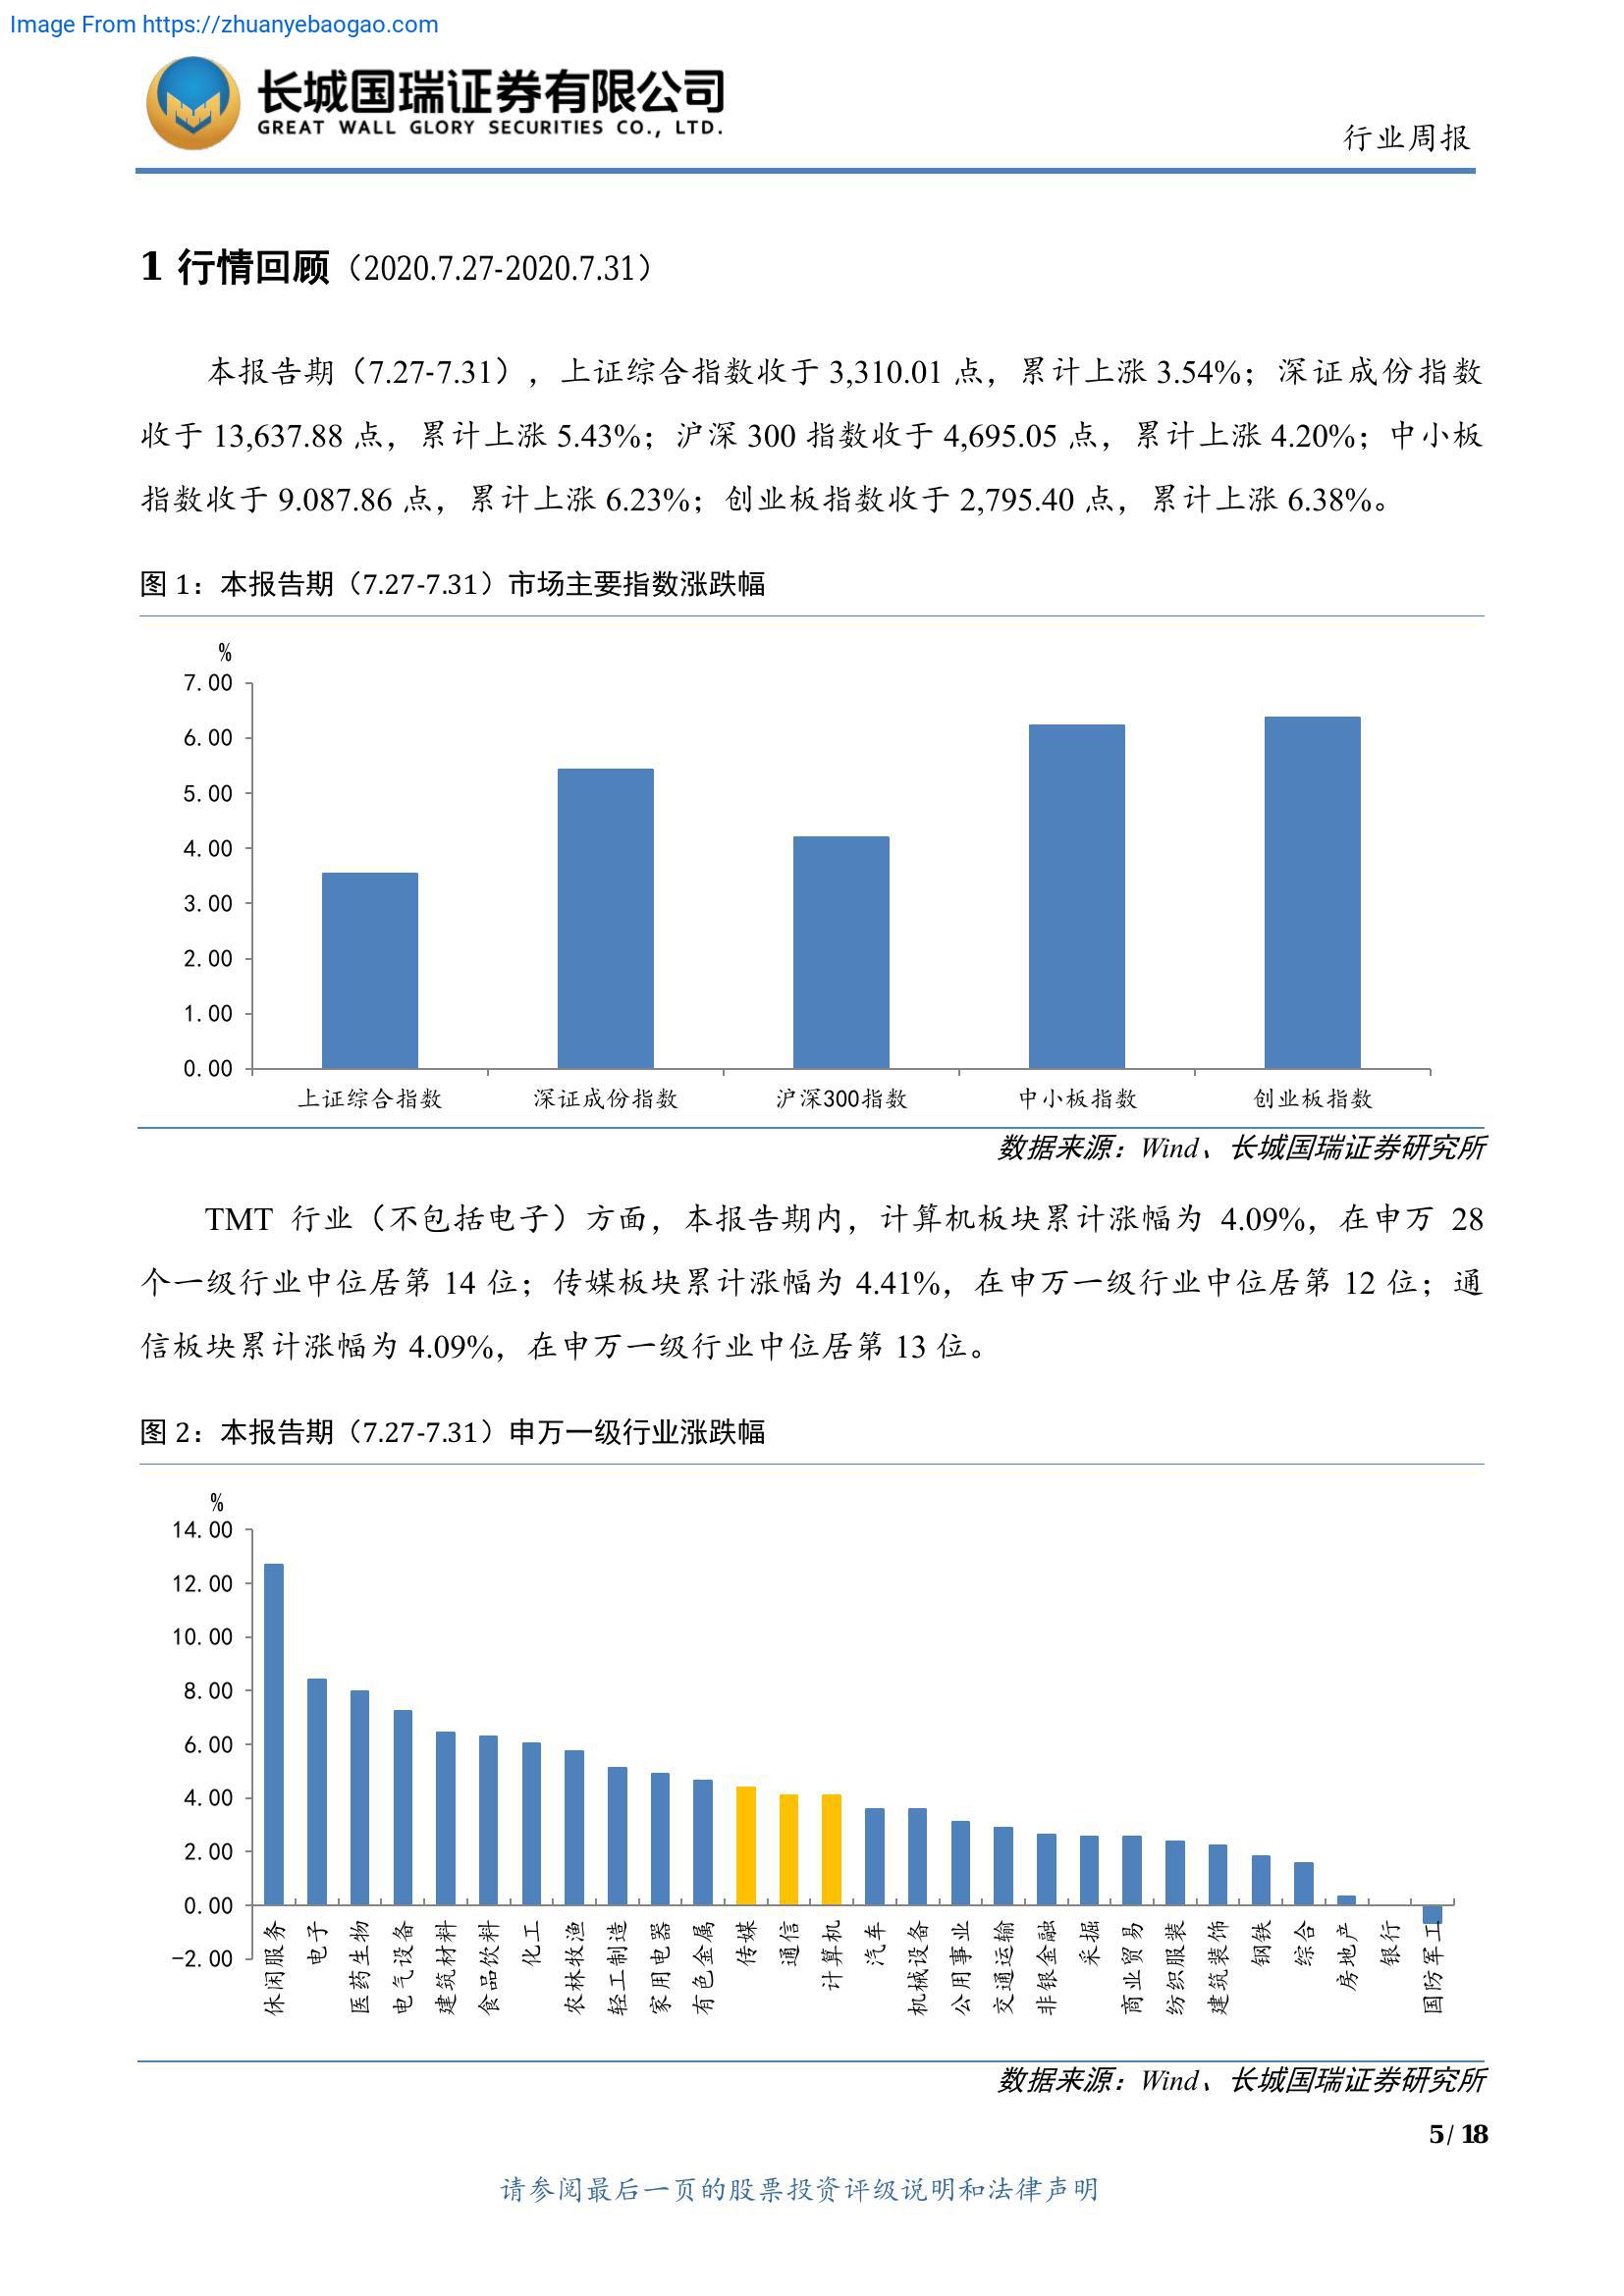 Image From https://zhuanyebaogao.com
长城国瑞证券有限公司
GREAT WALL GLORY SECURITIES CO., LTD.
行业周报
1 行情回顾（2020.7.27-2020.7.31）
本报告期（7.27-7.31），上证综合指数收于 3,310.01 点，累计上涨 3.54%；深证成份指数
收于 13,637.88 点，累计上涨 5.43%；沪深 300 指数收于 4,695.05 点，累计上涨 4.20%；中小板
指数收于 9.087.86 点，累计上涨 6.23%；创业板指数收于 2,795.40 点，累计上涨 6.38%。
图 1：本报告期（7.27-7.31）市场主要指数涨跌幅
%
7.00
6.00
5.00
4.00
3.00
2.00
1.00
0.00
上证综合指数 深证成份指数 沪深300指数 中小板指数 创业板指数
数据来源：Wind、长城国瑞证券研究所
TMT 行业（不包括电子）方面，本报告期内，计算机板块累计涨幅为 4.09%，在申万 28
个一级行业中位居第 14 位；传媒板块累计涨幅为 4.41%，在申万一级行业中位居第 12 位；通
信板块累计涨幅为 4.09%，在申万一级行业中位居第 13 位。
图 2：本报告期（7.27-7.31）申万一级行业涨跌幅
%
14.00
12.00
10.00
8.00
6.00
4.00
2.00
0.00
-2.00
休闲服务
电子
医药生物
电气设备
建筑材料
食品饮料
化工
农林牧渔
轻工制造
家用电器
有色金属
传媒
通信
计算机
汽车
机械设备
公用事业
交通运输
非银金融
采掘
商业贸易
纺织服装
建筑装饰
钢铁
综合
房地产
银行
国防军工
数据来源：Wind、长城国瑞证券研究所
5 / 18
请参阅最后一页的股票投资评级说明和法律声明